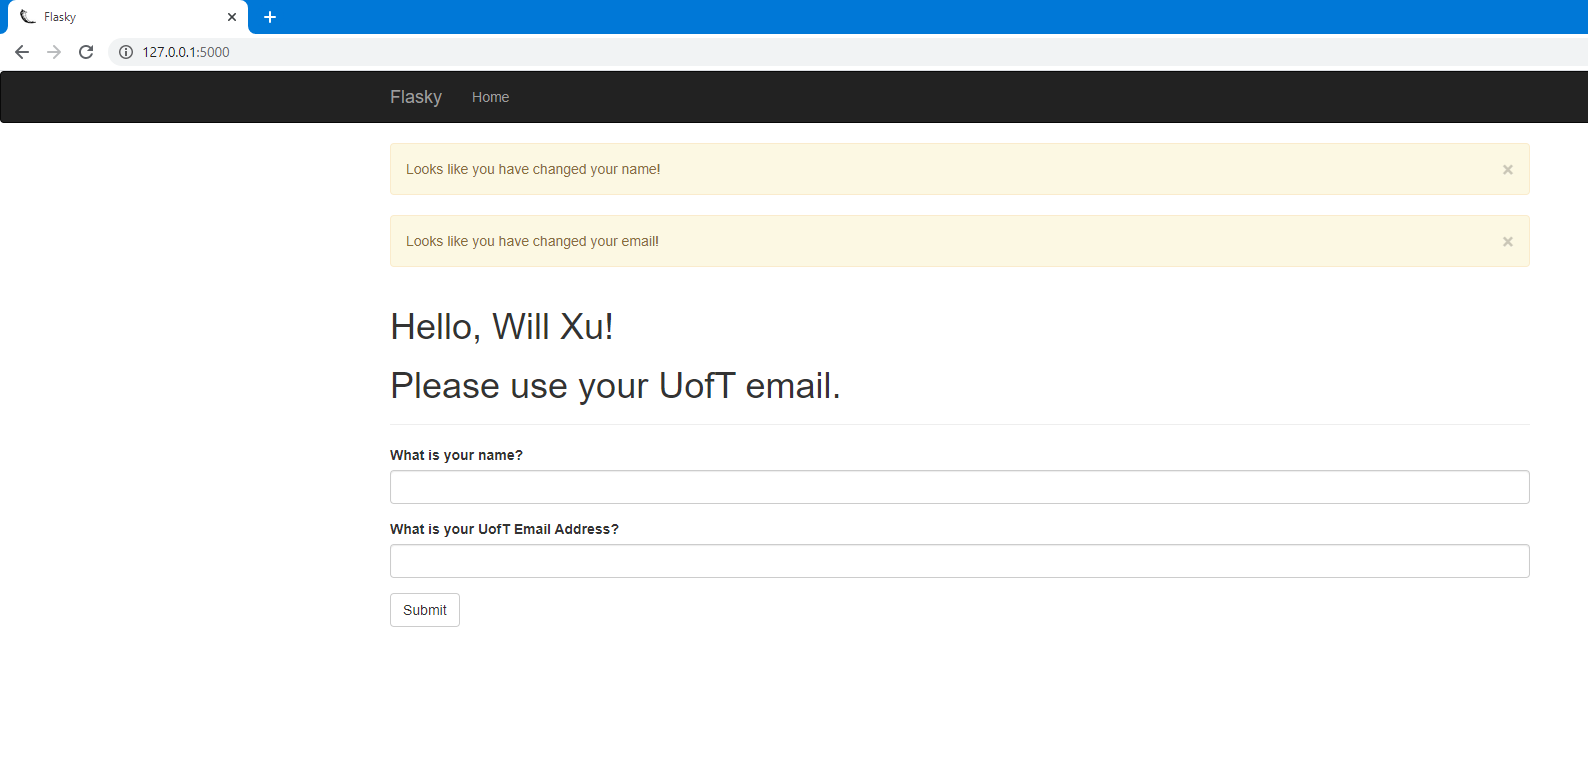 Flasky
127.0.0.1:5000
Flasky Home
Looks like you have changed your name! ×
Looks like you have changed your email! ×
Hello, Will Xu!
Please use your UofT email.
What is your name?
What is your UofT Email Address?
Submit